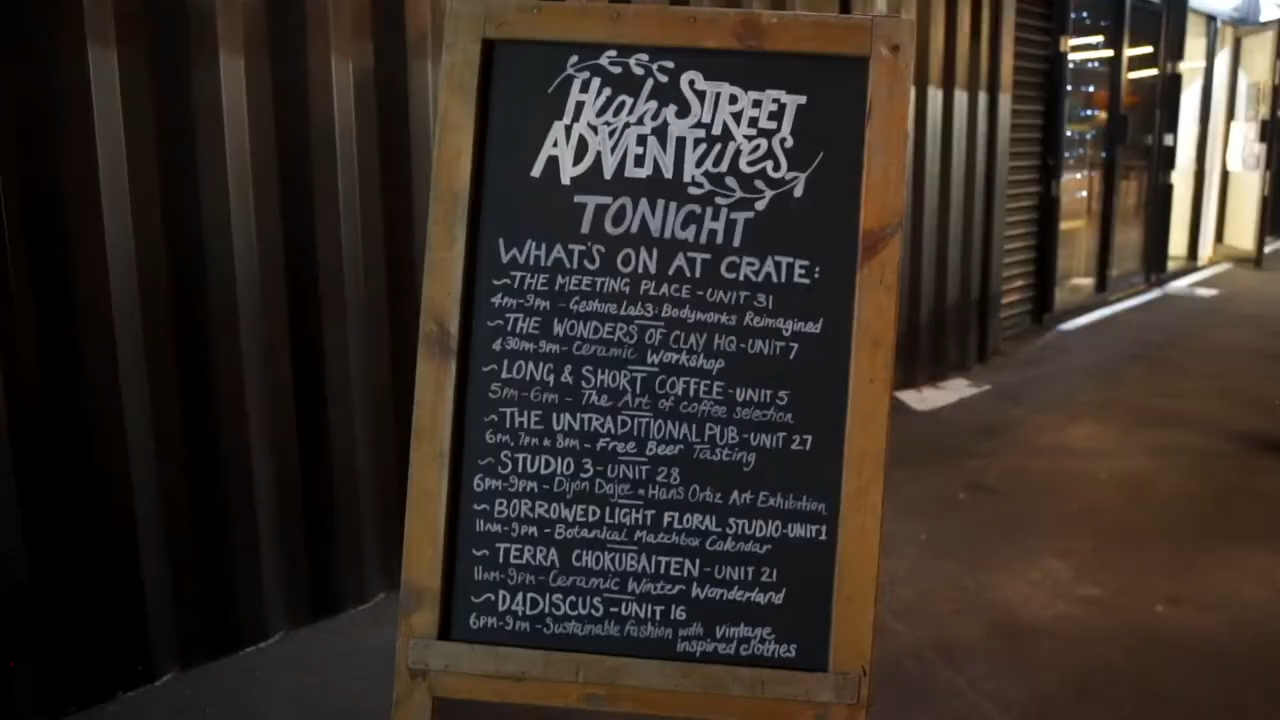 High STREET
ADVENTures
TONIGHT
WHAT'S ON AT CRATE:
~THE MEETING PLACE-UNIT 31
4PM-9PM - Gesture Lab3: Bodyworks Reimagined
~THE WONDERS OF CLAY HQ-UNIT 7
4:30PM-9PM- Ceramic Workshop
~LONG & SHORT COFFEE-UNIT 5
5PM-6PM - The Art of coffee selection
~THE UNTRADITIONAL PUB-UNIT 27
6PM, 7PM & 8PM - Free Beer Tasting
~STUDIO 3-UNIT 28
6PM-9PM - Dijon Dajee & Hans Ortiz Art Exhibition
~BORROWED LIGHT FLORAL STUDIO-UNIT1
11AM-9PM - Botanical Matchbox Calendar
~TERRA CHOKUBAITEN -UNIT 21
11AM-9PM - Ceramic Winter Wonderland
~D4DISCUS -UNIT 16
6PM-9PM -Sustainable fashion with vintage
inspired clothes